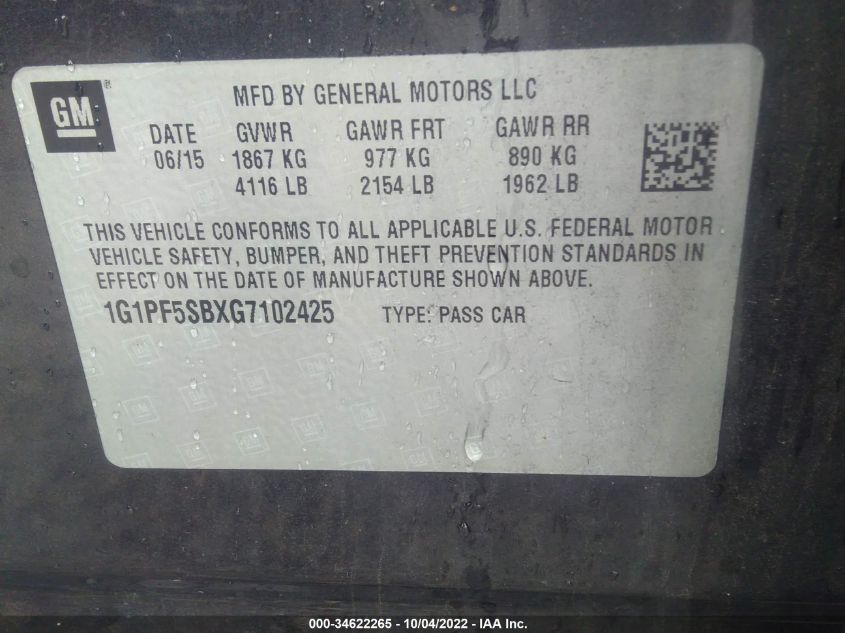 GM
MFD BY GENERAL MOTORS LLC
DATE GVWR GAWR FRT GAWR RR
06/15 1867 KG 977 KG 890 KG
4116 LB 2154 LB 1962 LB
THIS VEHICLE CONFORMS TO ALL APPLICABLE U.S. FEDERAL MOTOR
VEHICLE SAFETY, BUMPER, AND THEFT PREVENTION STANDARDS IN
EFFECT ON THE DATE OF MANUFACTURE SHOWN ABOVE.
1G1PF5SBXG7102425 TYPE: PASS CAR
000-34622265 - 10/04/2022 - IAA Inc.